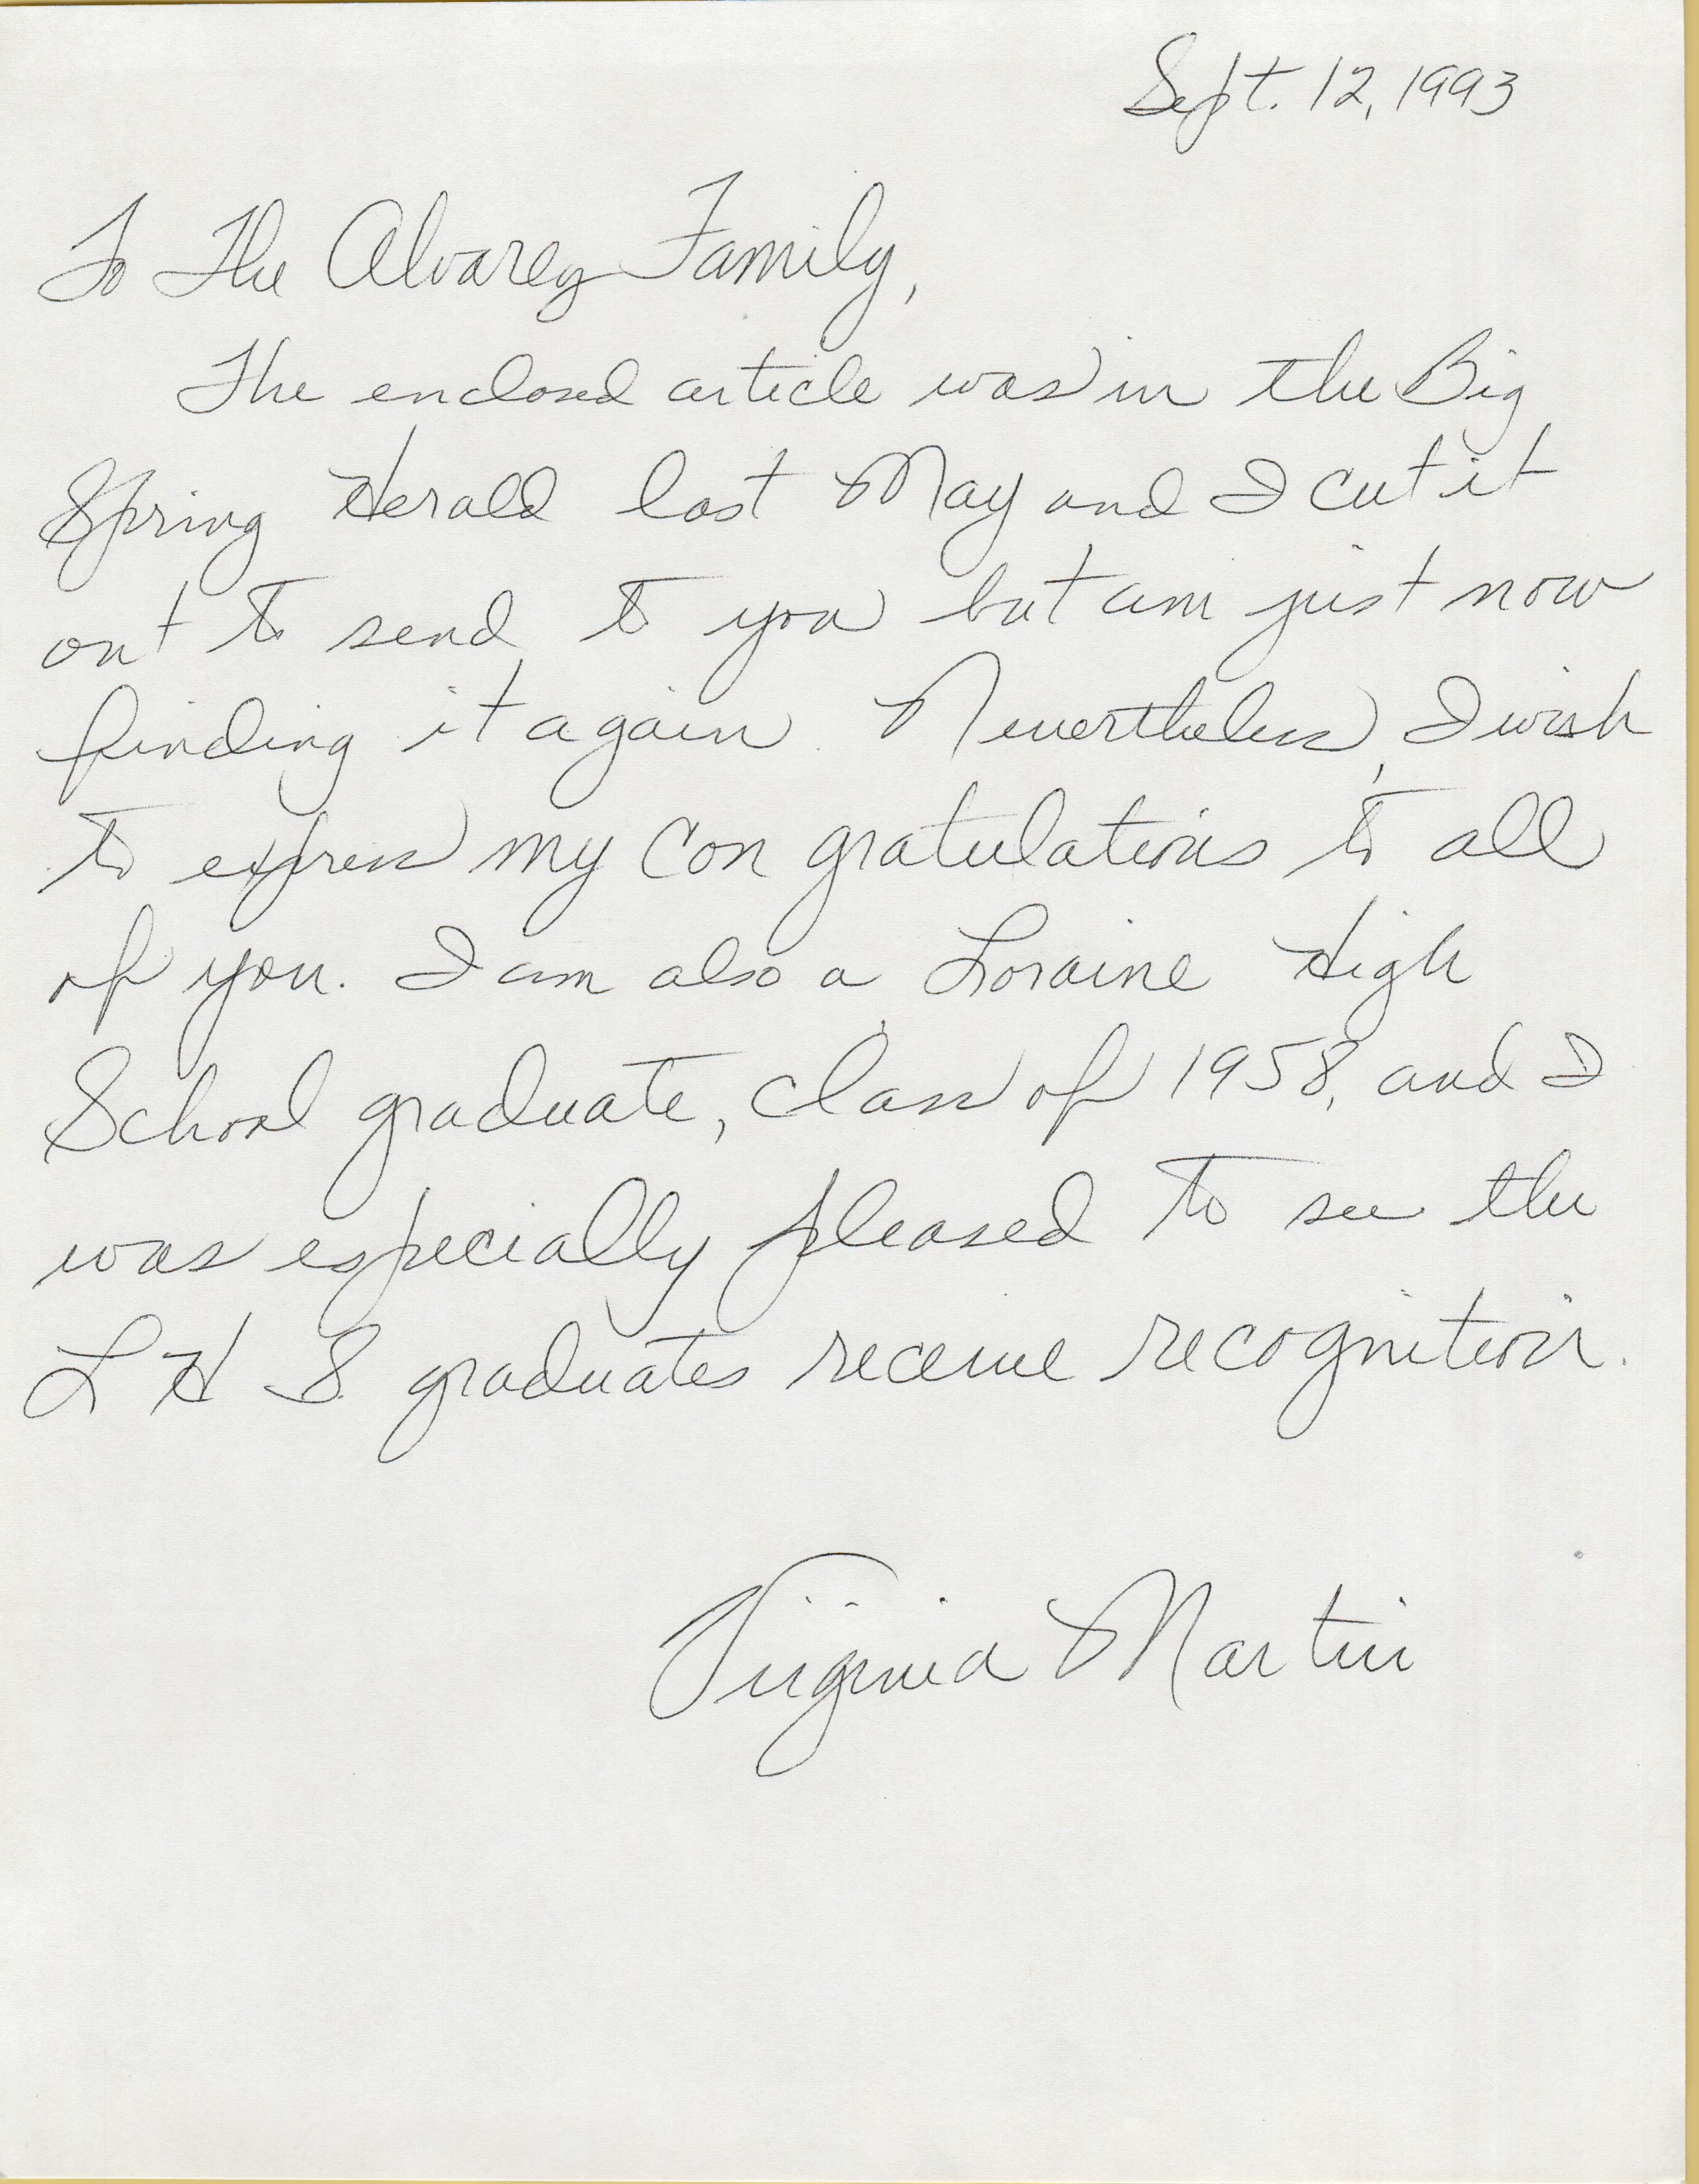 Sept. 12, 1993
To The Alvarez Family,
The enclosed article was in the Big
Spring Herald last May and I cut it
out to send to you but am just now
finding it again. Nevertheless, I wish
to express my congratulations to all
of you. I am also a Loraine High
School graduate, class of 1958, and I
was especially pleased to see the
L H S graduates receive recognition.
Virginia Martin